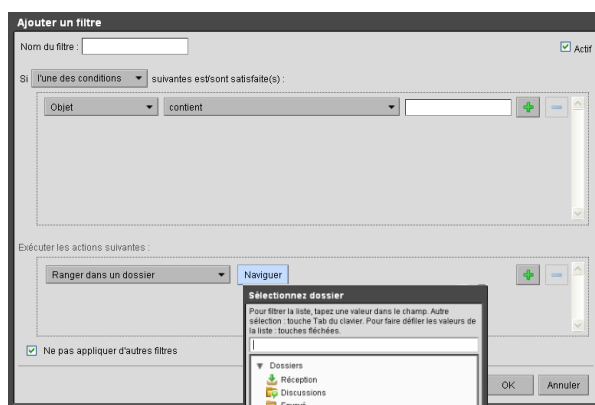 Ajouter un filtre
Nom du filtre :
Actif
Si l'une des conditions suivantes est/sont satisfaite(s) :
Objet contient
Exécuter les actions suivantes :
Ranger dans un dossier Naviguer
Sélectionnez dossier
Pour filtrer la liste, tapez une valeur dans le champ. Autre
sélection : touche Tab du clavier. Pour faire défiler les valeurs de
la liste : touches fléchées.
Ne pas appliquer d'autres filtres
Dossiers
Réception
Discussions
Envoyé
OK Annuler